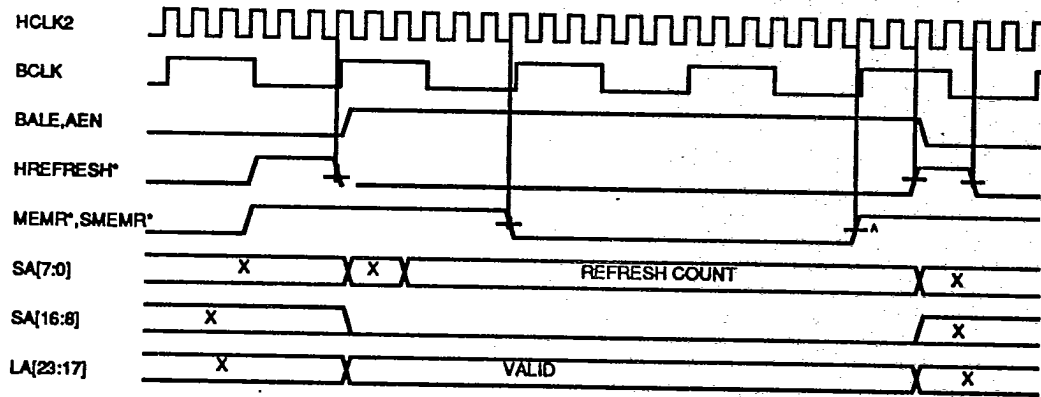 HCLK2
BCLK
BALE,AEN
HREFRESH*
MEMR*,SMEMR*
^
SA[7:0] X X REFRESH COUNT X
SA[16:8] X X
LA[23:17] X VALID X